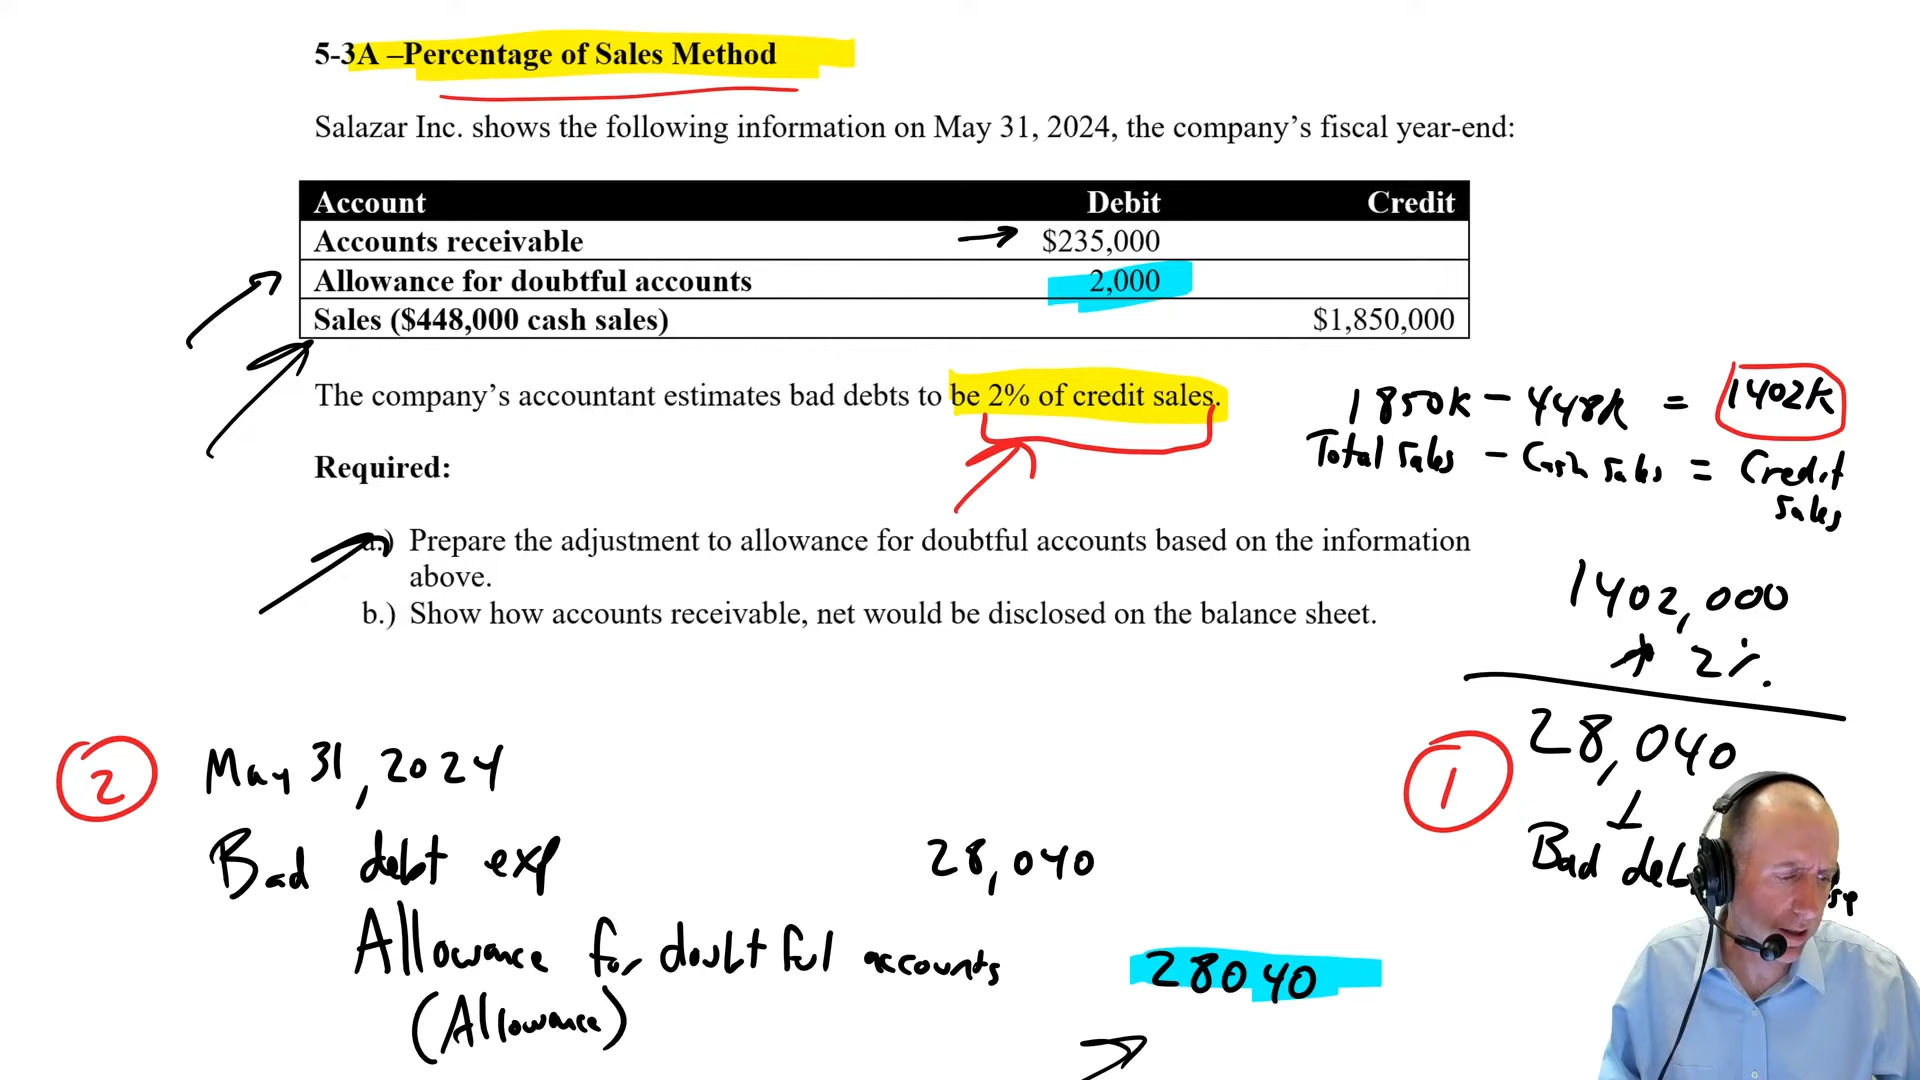 5-3A –Percentage of Sales Method
Salazar Inc. shows the following information on May 31, 2024, the company's fiscal year-end:
Account Debit Credit
Accounts receivable $235,000
Allowance for doubtful accounts 2,000
Sales ($448,000 cash sales) $1,850,000
The company's accountant estimates bad debts to be 2% of credit sales.
1850k - 448k = 1402k
Total sales - Cash sales = Credit sales
Required:
a.) Prepare the adjustment to allowance for doubtful accounts based on the information
above.
b.) Show how accounts receivable, net would be disclosed on the balance sheet.
1402,000
* 2%.
28,040
1
Bad
2
May 31, 2024
Bad debt exp 28,040
Allowance for doubtful accounts 28040
(Allowance)